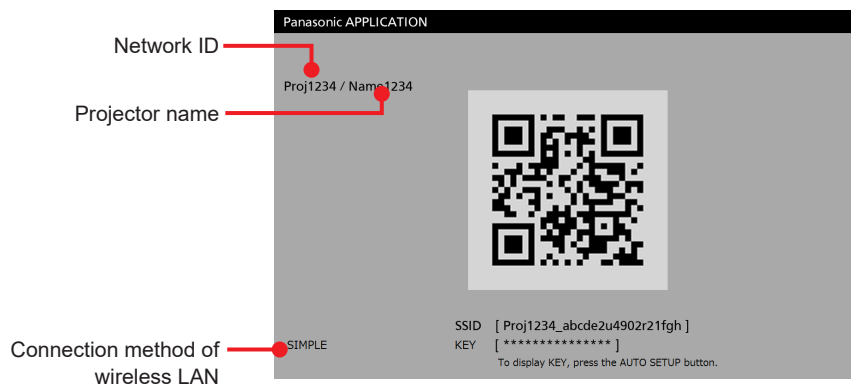 Panasonic APPLICATION
Network ID
Proj1234 / Name1234
Projector name
SSID [ Proj1234_abcde2u4902r21fgh ]
SIMPLE
KEY [ *************** ]
Connection method of
wireless LAN
To display KEY, press the AUTO SETUP button.